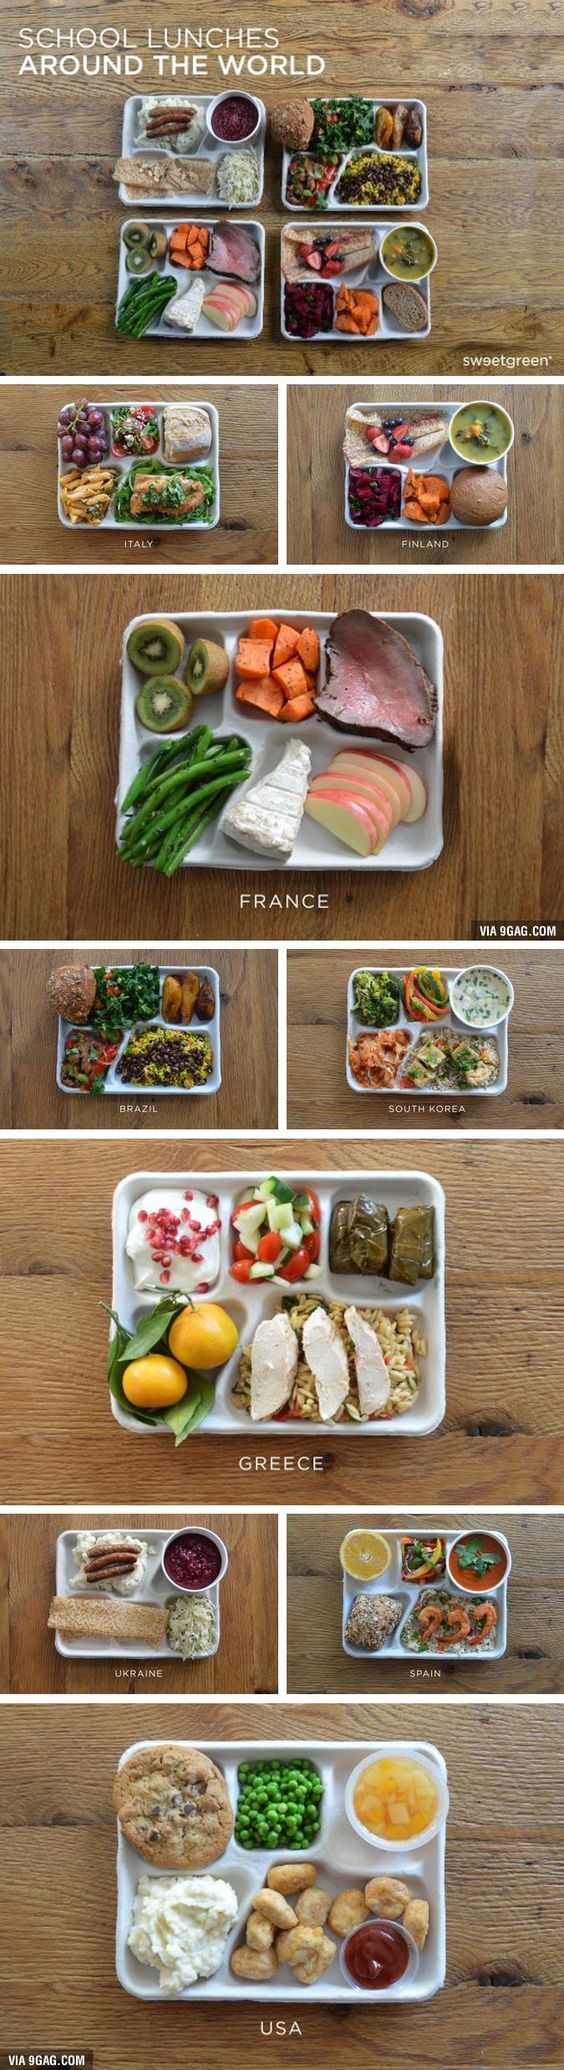 SCHOOL LUNCHES
AROUND THE WORLD
sweetgreen
ITALY
FINLAND
FRANCE
VIA 9GAG.COM
BRAZIL
SOUTH KOREA
GREECE
UKRAINE
SPAIN
USA
VIA 9GAG.COM